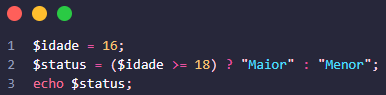 1 $idade = 16;
2 $status = ($idade >= 18) ? "Maior" : "Menor";
3 echo $status;